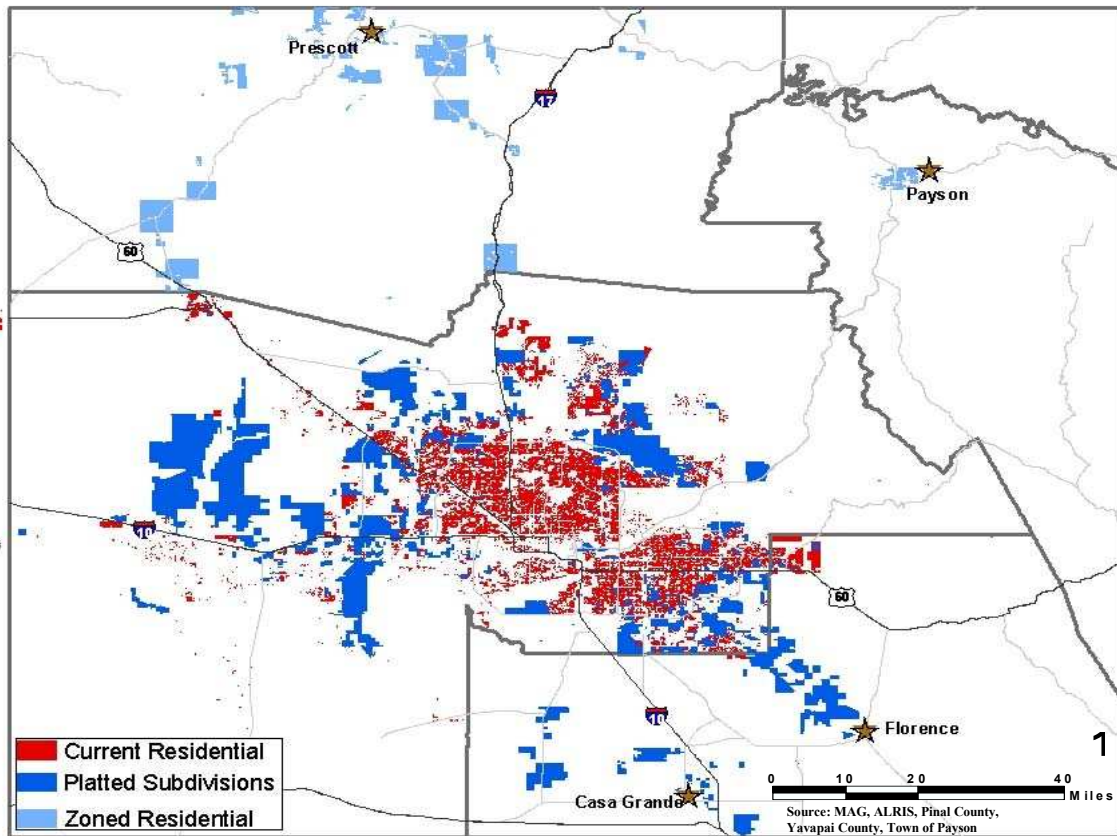 Prescott
17
Payson
60
10
60
10
Florence
Casa Grande
Current Residential
Platted Subdivisions
Zoned Residential
1
0 10 20 40
Miles
Source: MAG, ALRIS, Pinal County,
Yavapai County, Town of Payson